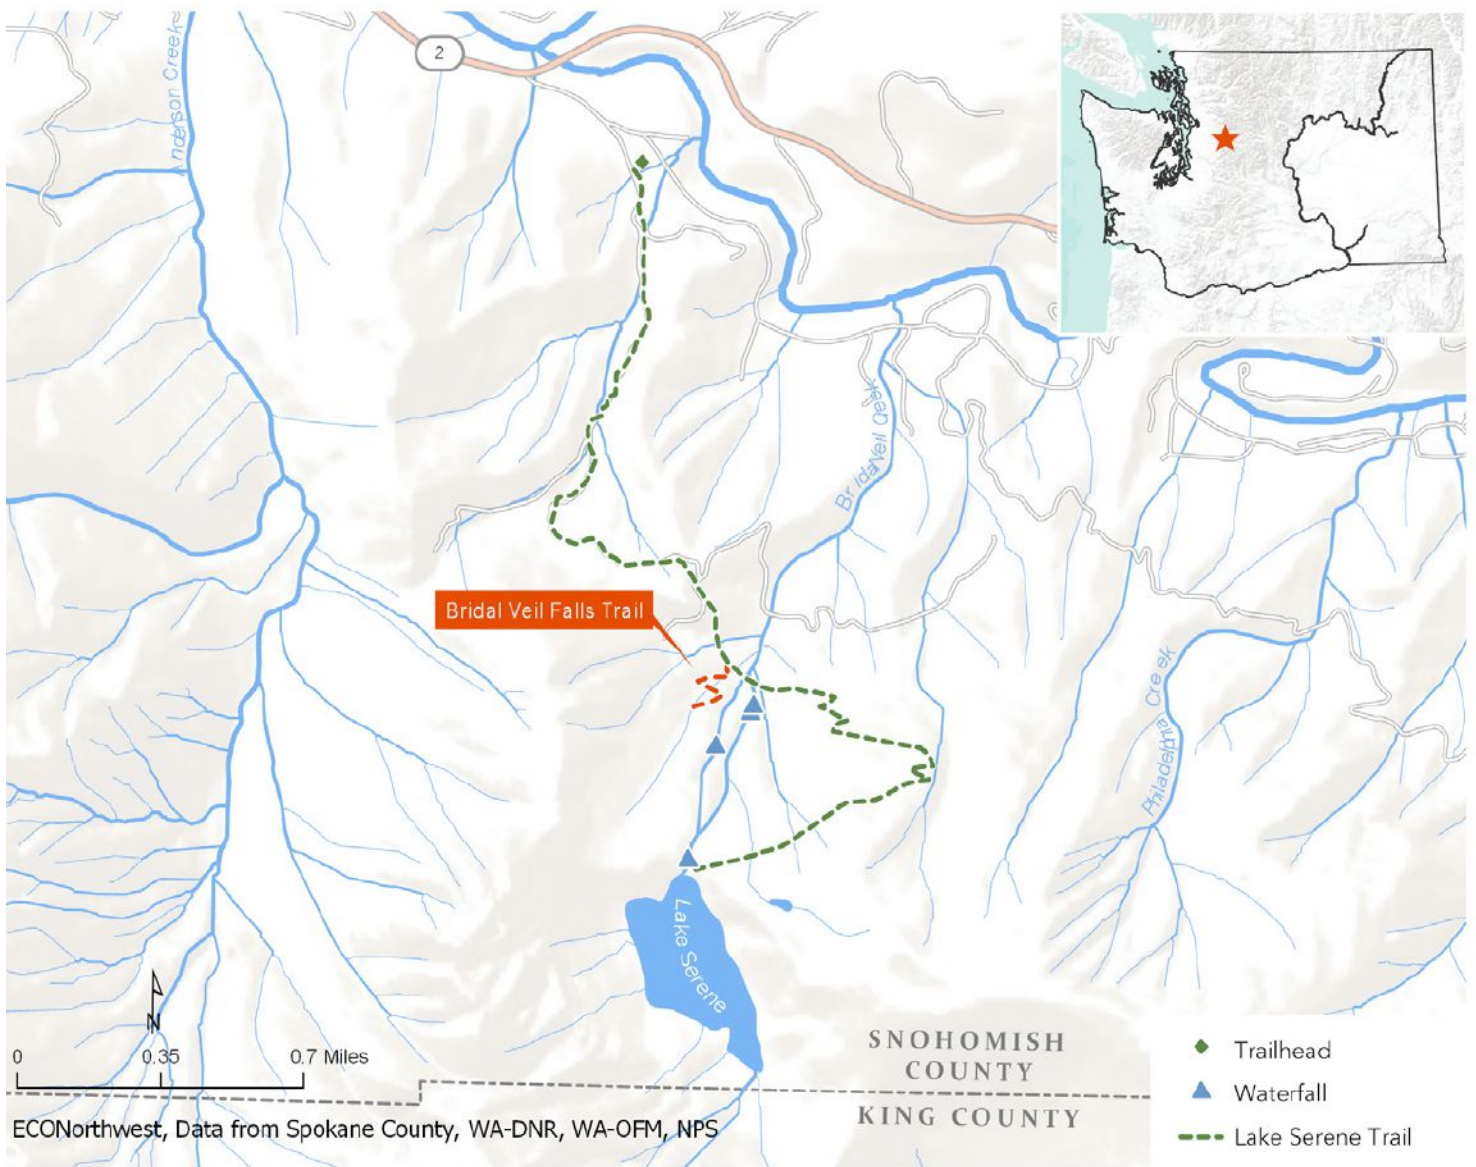 2
Anderson Creek
Bridal Veil Creek
Bridal Veil Falls Trail
Philadelphia Creek
Lake Serene
N
0 0.35 0.7 Miles
SNOHOMISH
COUNTY
KING COUNTY
ECONorthwest, Data from Spokane County, WA-DNR, WA-OFM, NPS
Trailhead
Waterfall
Lake Serene Trail